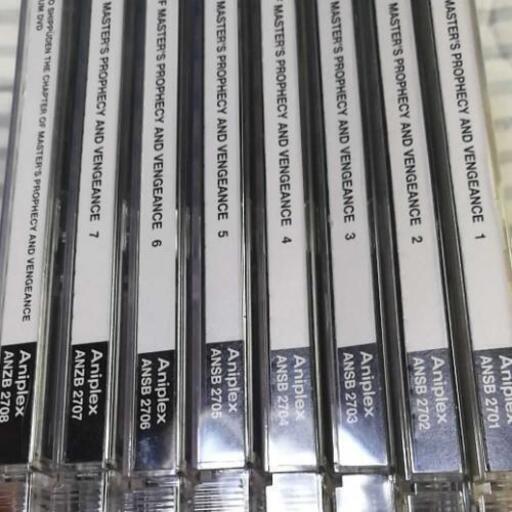 O SHIPPUDEN THE CHAPTER OF MASTER'S PROPHECY AND VENGEANCE
UM DVD
Aniplex
ANZB 2708
MASTER'S PROPHECY AND VENGEANCE 7
Aniplex
ANZB 2707
F MASTER'S PROPHECY AND VENGEANCE 6
Aniplex
ANSB 2706
MASTER'S PROPHECY AND VENGEANCE 5
Aniplex
ANSB 2705
OF MASTER'S PROPHECY AND VENGEANCE 4
Aniplex
ANSB 2704
MASTER'S PROPHECY AND VENGEANCE 3
Aniplex
ANSB 2703
MASTER'S PROPHECY AND VENGEANCE 2
Aniplex
ANSB 2702
MASTER'S PROPHECY AND VENGEANCE 1
Aniplex
ANSB 2701